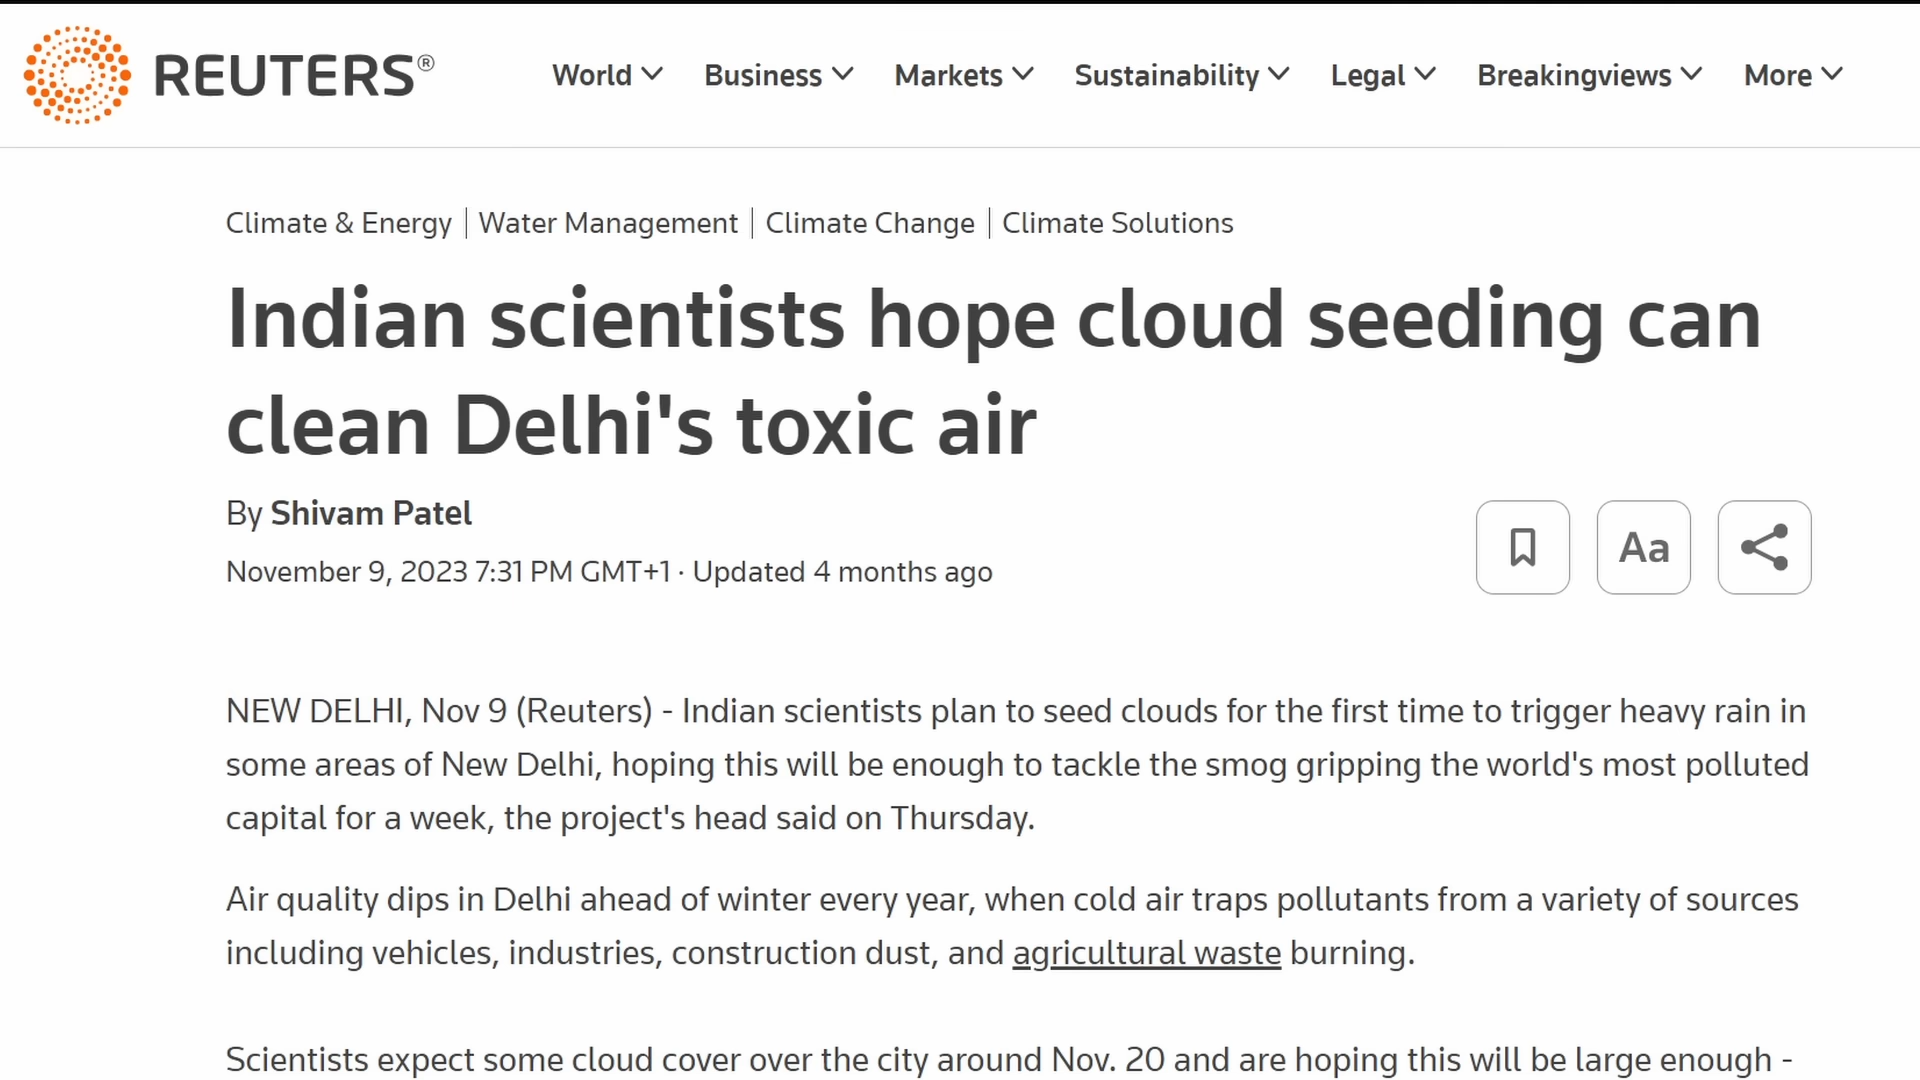 REUTERS®
World Business Markets Sustainability Legal Breakingviews More
Climate & Energy | Water Management | Climate Change | Climate Solutions
Indian scientists hope cloud seeding can
clean Delhi's toxic air
By Shivam Patel
November 9, 2023 7:31 PM GMT+1 · Updated 4 months ago
Aa
NEW DELHI, Nov 9 (Reuters) - Indian scientists plan to seed clouds for the first time to trigger heavy rain in
some areas of New Delhi, hoping this will be enough to tackle the smog gripping the world's most polluted
capital for a week, the project's head said on Thursday.
Air quality dips in Delhi ahead of winter every year, when cold air traps pollutants from a variety of sources
including vehicles, industries, construction dust, and agricultural waste burning.
Scientists expect some cloud cover over the city around Nov. 20 and are hoping this will be large enough -